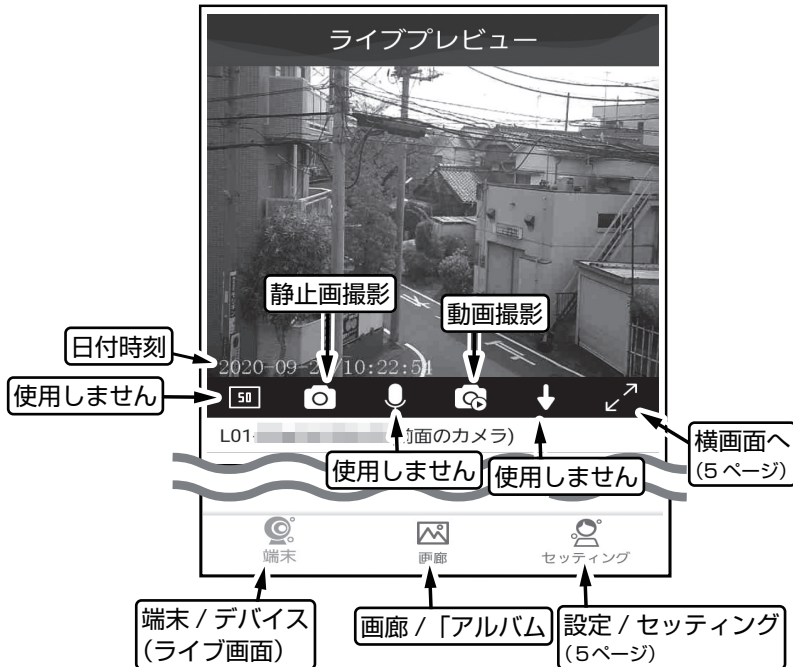 ライブプレビュー
静止画撮影
動画撮影
日付時刻
2020-09-2 10:22:54
使用しません
SD
横画面へ
(5 ページ)
L01- 前面のカメラ)
使用しません
使用しません
端末
画廊
セッティング
端末 / デバイス
(ライブ画面)
画廊 / 「アルバム
設定 / セッティング
(5ページ)